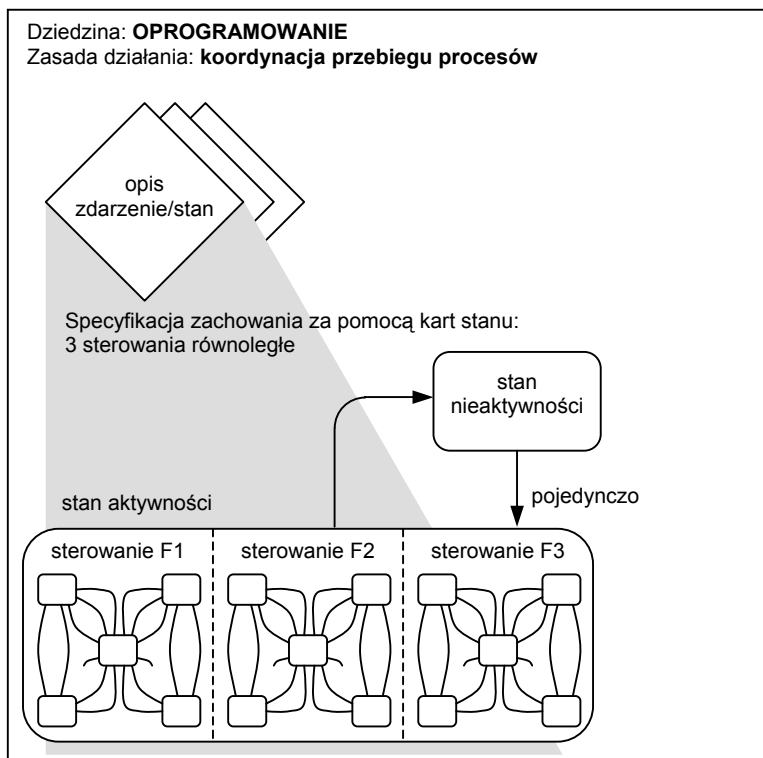 Dziedzina: OPROGRAMOWANIE
Zasada działania: koordynacja przebiegu procesów
opis
zdarzenie/stan
Specyfikacja zachowania za pomocą kart stanu:
3 sterowania równoległe
stan
nieaktywności
stan aktywności
pojedynczo
sterowanie F1
sterowanie F2
sterowanie F3